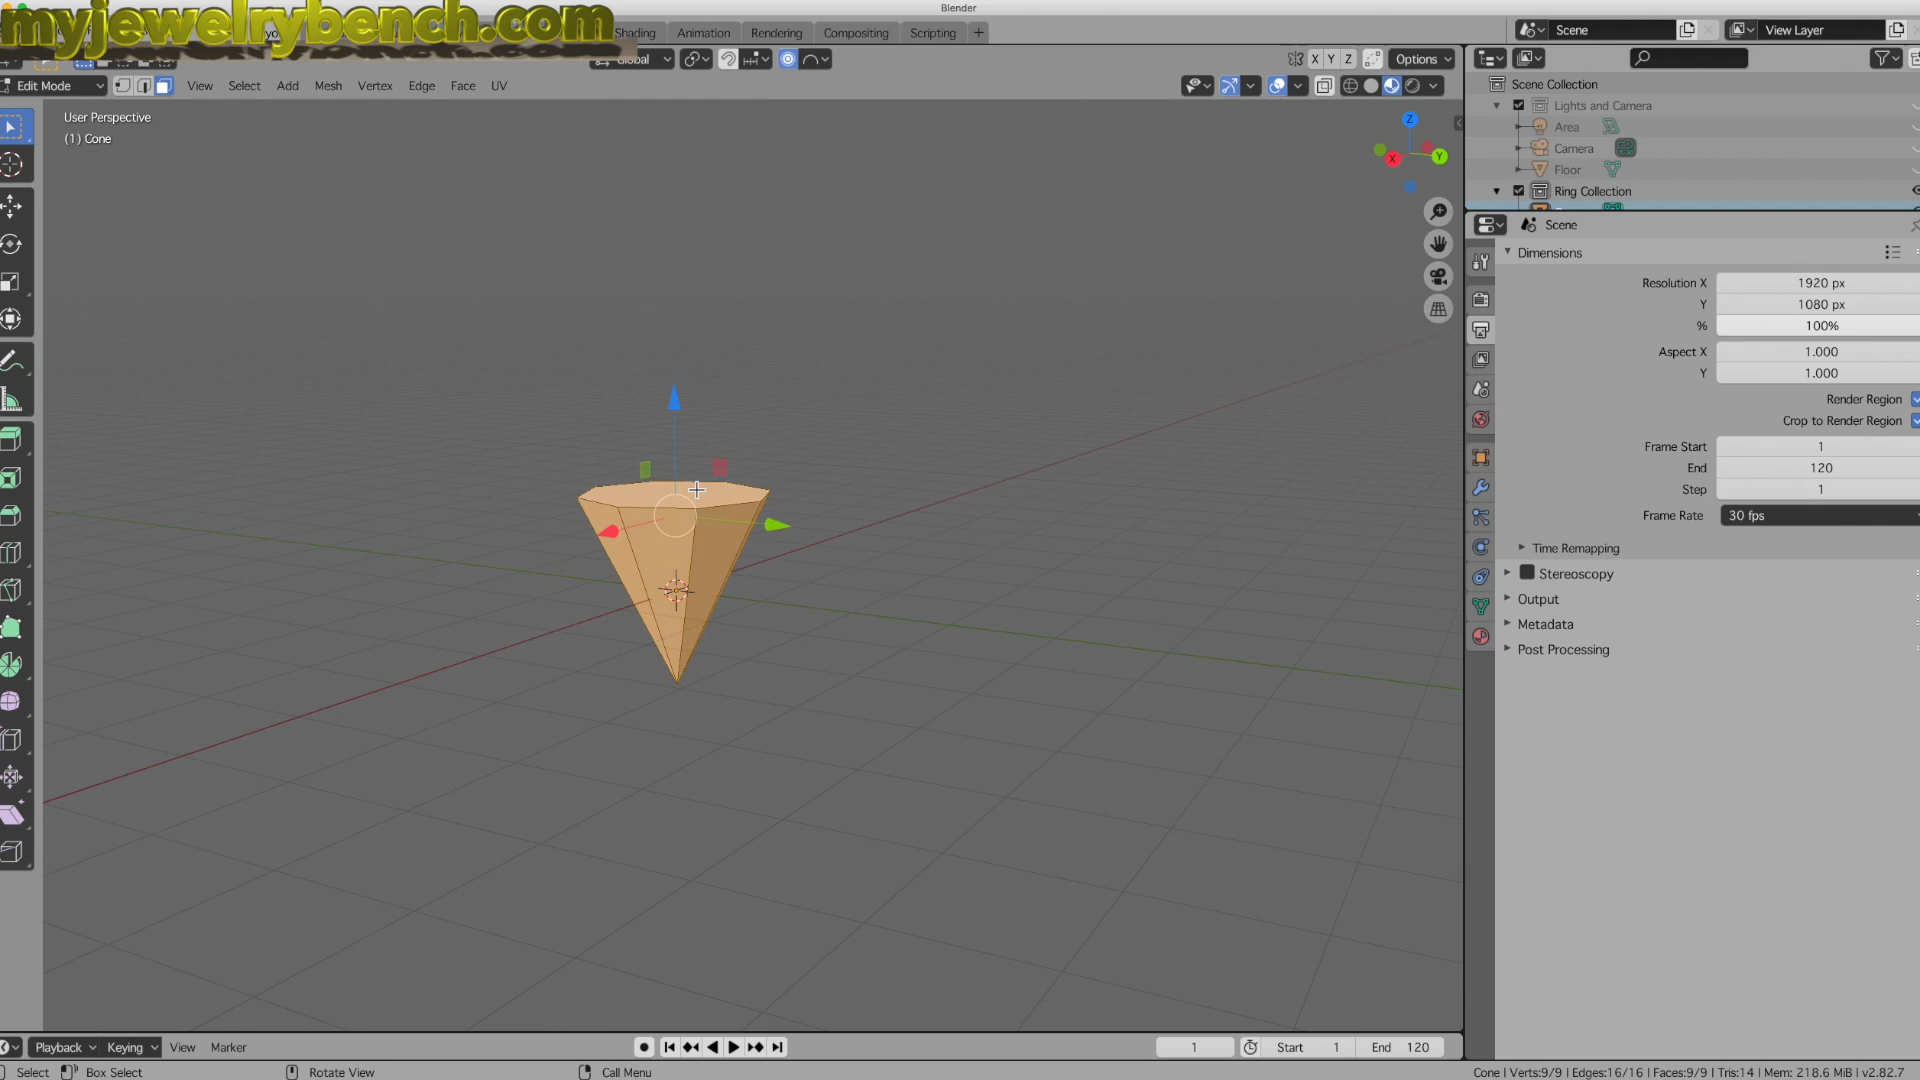 Blender
myjewelrybench.com
Shading Animation Rendering Compositing Scripting +
Scene
View Layer
Global
X Y Z
Options
Edit Mode
View Select Add Mesh Vertex Edge Face UV
User Perspective
(1) Cone
Z
X
Y
Scene Collection
Lights and Camera
Area
Camera
Floor
Ring Collection
Scene
Dimensions
Resolution X 1920 px
Y 1080 px
% 100%
Aspect X 1.000
Y 1.000
Render Region
Crop to Render Region
Frame Start 1
End 120
Step 1
Frame Rate 30 fps
Time Remapping
Stereoscopy
Output
Metadata
Post Processing
Playback Keying View Marker
1 Start 1 End 120
Select Box Select Rotate View Call Menu
Cone | Verts:9/9 | Edges:16/16 | Faces:9/9 | Tris:14 | Mem: 218.6 MiB | v2.82.7